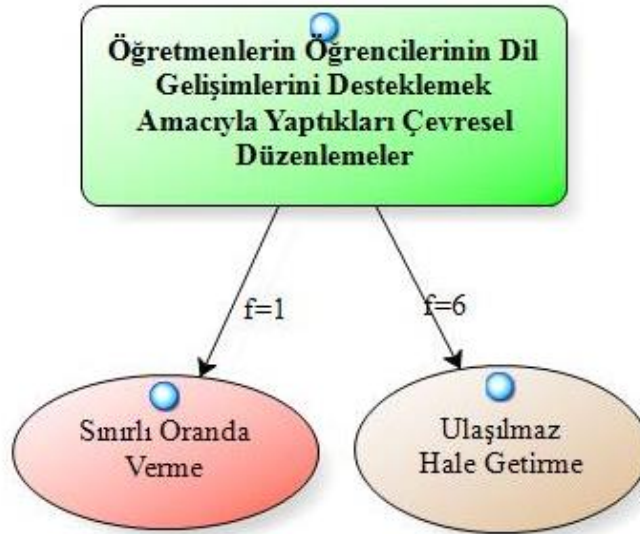 Öğretmenlerin Öğrencilerinin Dil
Gelişimlerini Desteklemek
Amacıyla Yaptıkları Çevresel
Düzenlemeler
f=1
f=6
Sınırlı Oranda
Verme
Ulaşılmaz
Hale Getirme